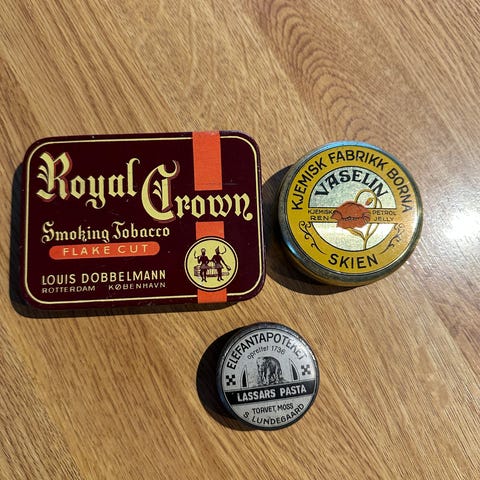 Royal Crown
Smoking Tobacco
FLAKE CUT
LOUIS DOBBELMANN
ROTTERDAM KØBENHAVN
KJEMISK FABRIKK BORNA
VASELIN
KJEMISK PETROL
REN JELLY
SKIEN
ELEFANTAPOTEKET
oprettet 1736
LASSARS PASTA
TORVET, MOSS
S. LUNDEGAARD